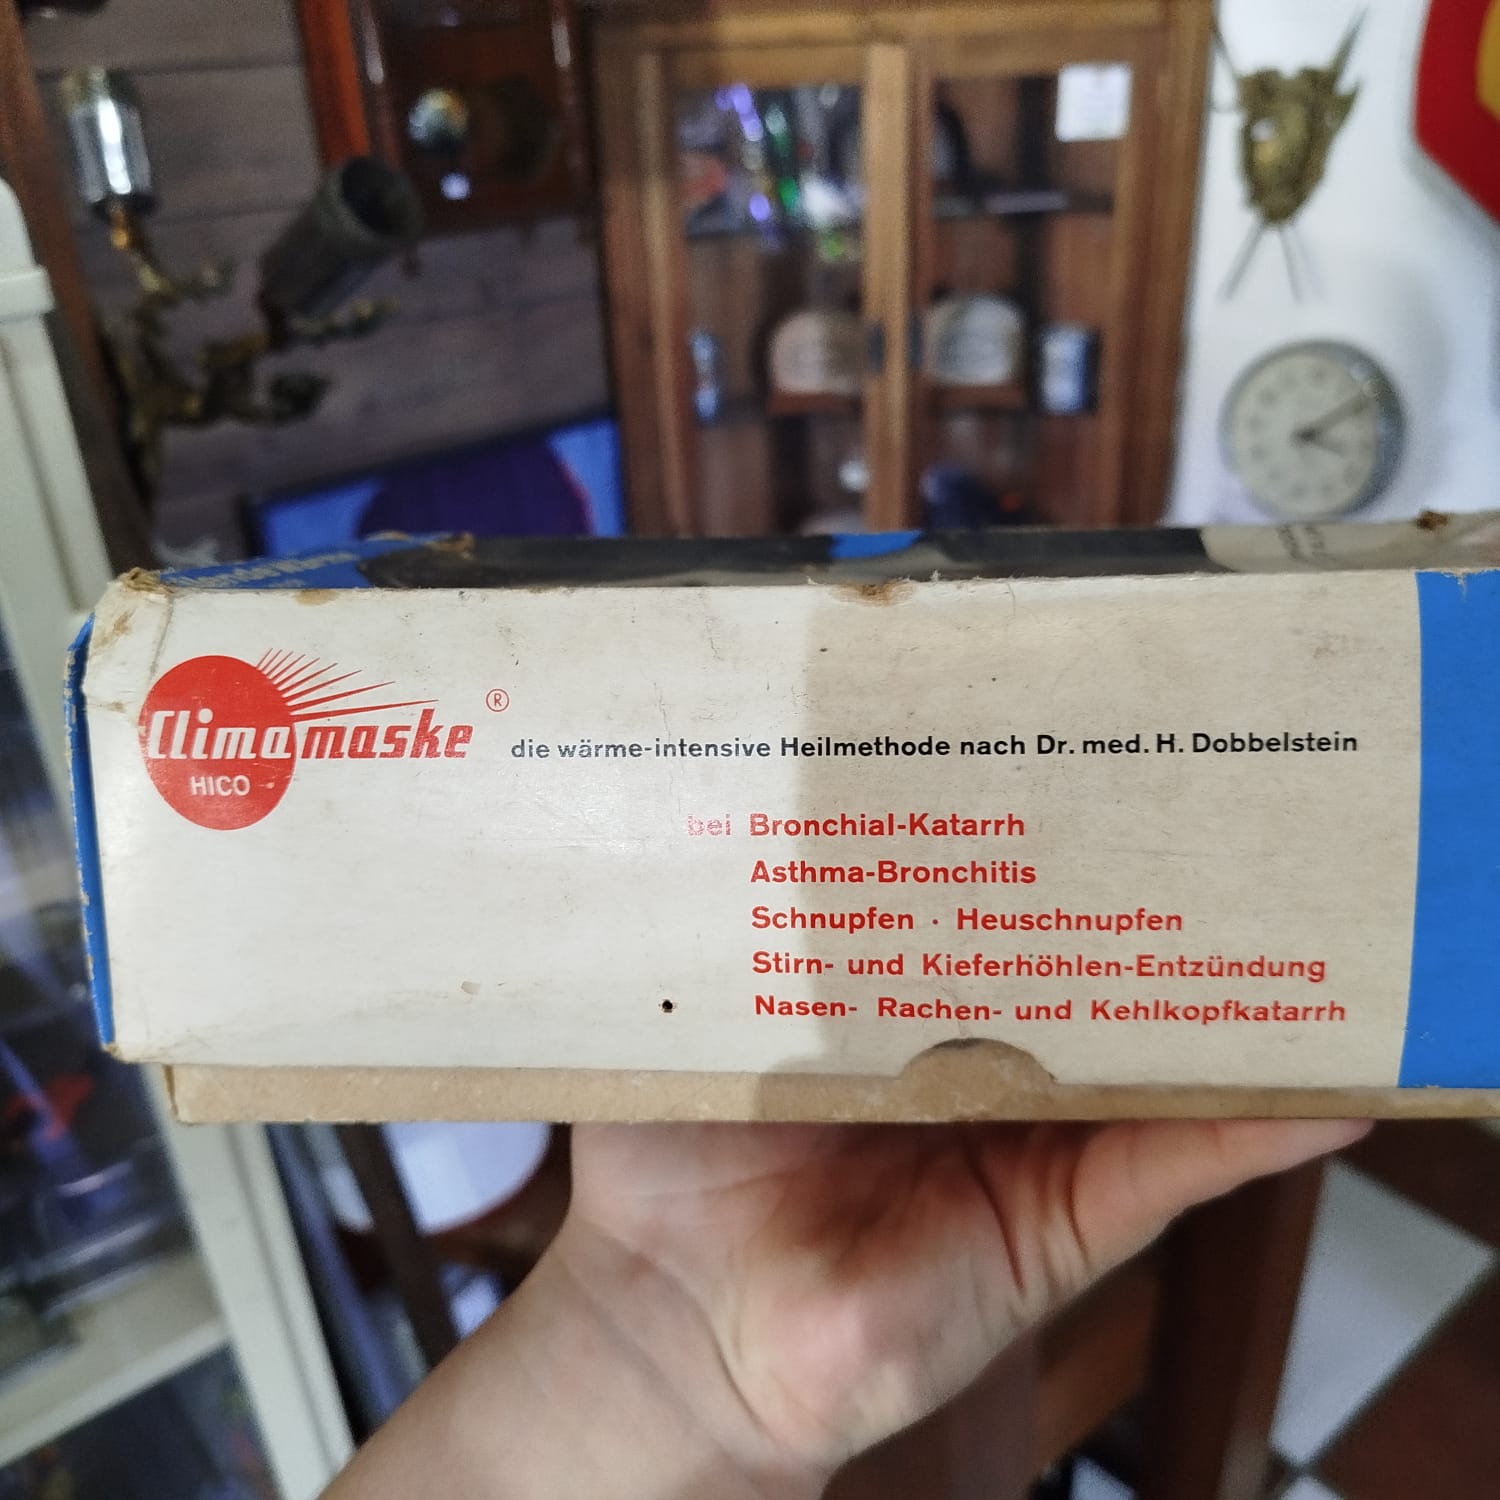 Climamaske ®
HICO
die wärme-intensive Heilmethode nach Dr. med. H. Dobbelstein
bei Bronchial-Katarrh
Asthma-Bronchitis
Schnupfen · Heuschnupfen
Stirn- und Kieferhöhlen-Entzündung
Nasen- Rachen- und Kehlkopfkatarrh